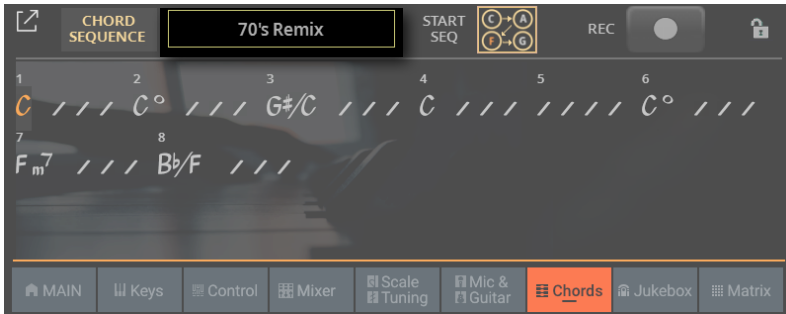 CHORD SEQUENCE 70's Remix START SEQ C A F G REC
1 2 3 4 5 6
C / / / C° / / / G♯/C / / / C / / / / / / / C° / / /
7 8
Fm7 / / / B♭/F / / /
MAIN Keys Control Mixer Scale Tuning Mic & Guitar Chords Jukebox Matrix